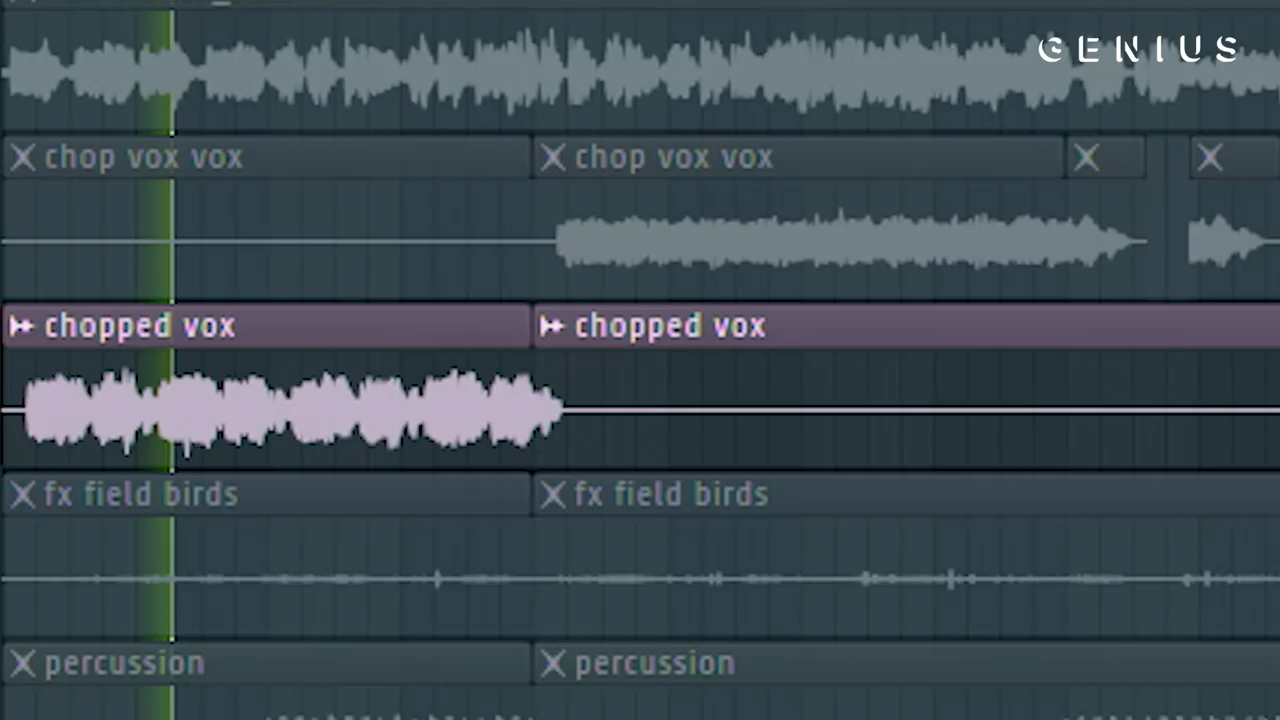 GENIUS
chop vox vox chop vox vox
chopped vox chopped vox
fx field birds fx field birds
percussion percussion